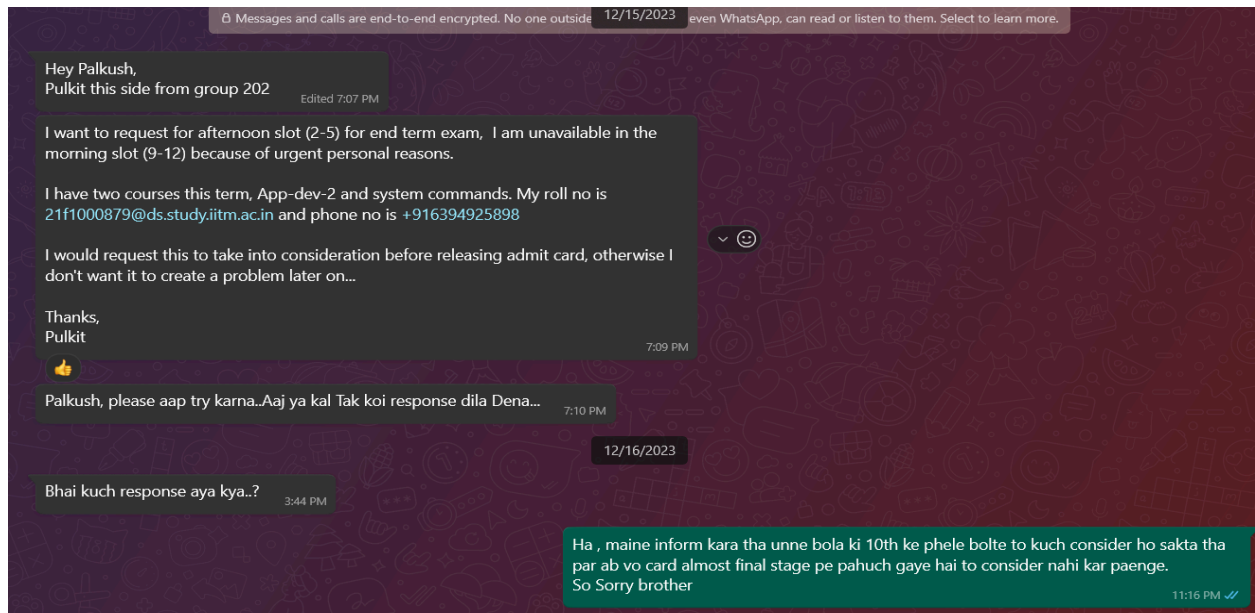 Messages and calls are end-to-end encrypted. No one outside 12/15/2023 even WhatsApp, can read or listen to them. Select to learn more.
Hey Palkush,
Pulkit this side from group 202
Edited 7:07 PM
I want to request for afternoon slot (2-5) for end term exam,  I am unavailable in the
morning slot (9-12) because of urgent personal reasons.
I have two courses this term, App-dev-2 and system commands. My roll no is
21f1000879@ds.study.iitm.ac.in and phone no is +916394925898
I would request this to take into consideration before releasing admit card, otherwise I
don't want it to create a problem later on...
Thanks,
Pulkit
7:09 PM
Palkush, please aap try karna..Aaj ya kal Tak koi response dila Dena...
7:10 PM
12/16/2023
Bhai kuch response aya kya..?
3:44 PM
Ha , maine inform kara tha unne bola ki 10th ke phele bolte to kuch consider ho sakta tha
par ab vo card almost final stage pe pahuch gaye hai to consider nahi kar paenge.
So Sorry brother
11:16 PM